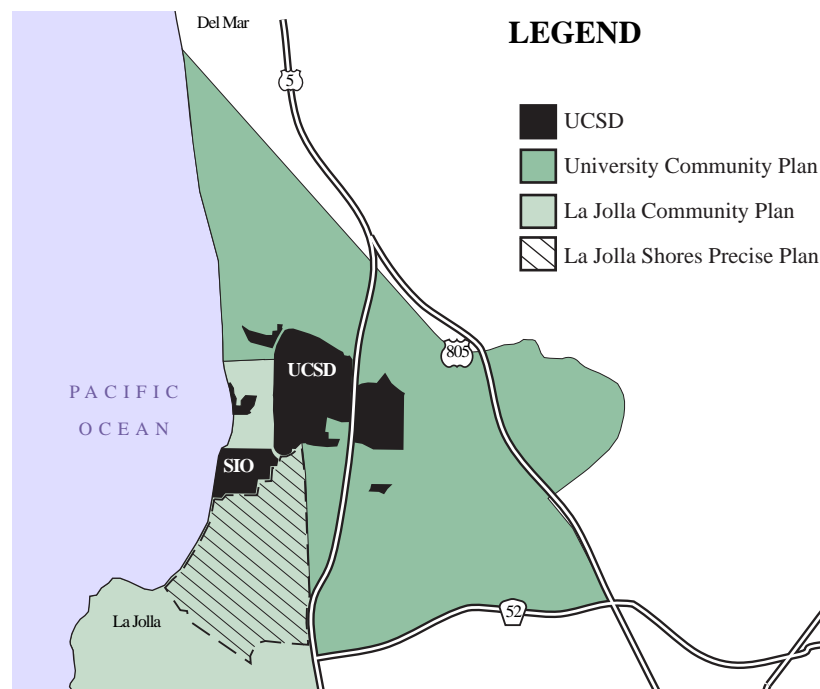 Del Mar
LEGEND
5
UCSD
University Community Plan
La Jolla Community Plan
La Jolla Shores Precise Plan
805
UCSD
PACIFIC
OCEAN
SIO
52
La Jolla